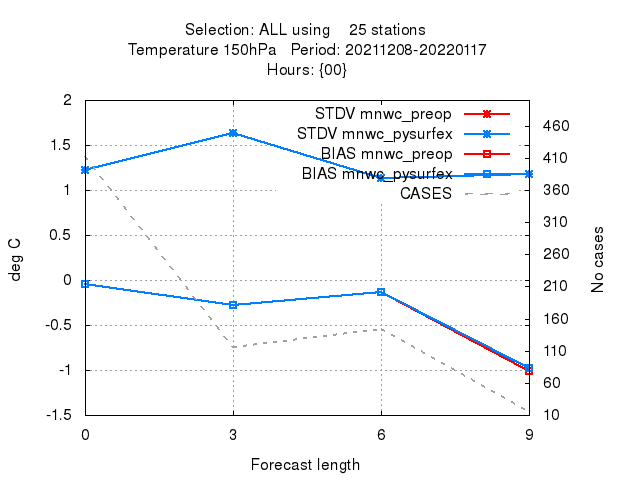 Selection: ALL using    25 stations
Temperature 150hPa   Period: 20211208-20220117
Hours: {00}
STDV mnwc_preop
STDV mnwc_pysurfex
BIAS mnwc_preop
BIAS mnwc_pysurfex
CASES
deg C
2
1.5
1
0.5
0
-0.5
-1
-1.5
460
410
360
310
260
210
160
110
60
10
No cases
0 3 6 9
Forecast length